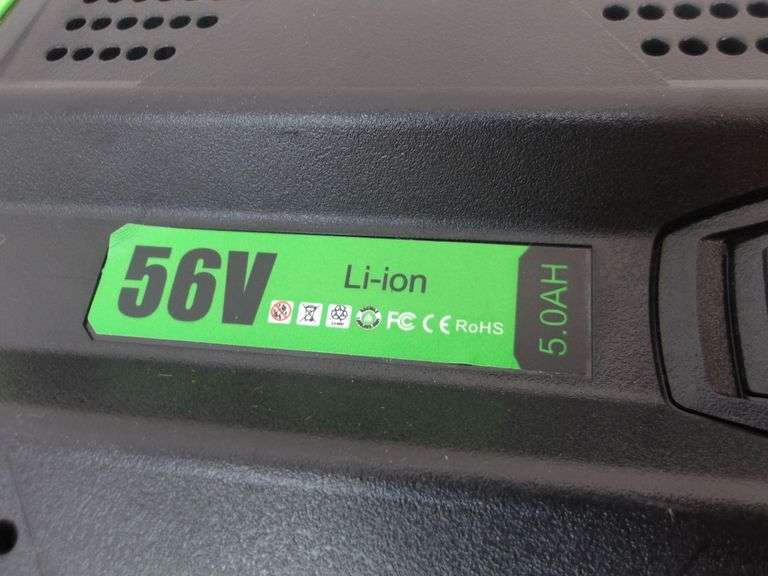 56V
Li-ion
FC CE RoHS
5.0AH